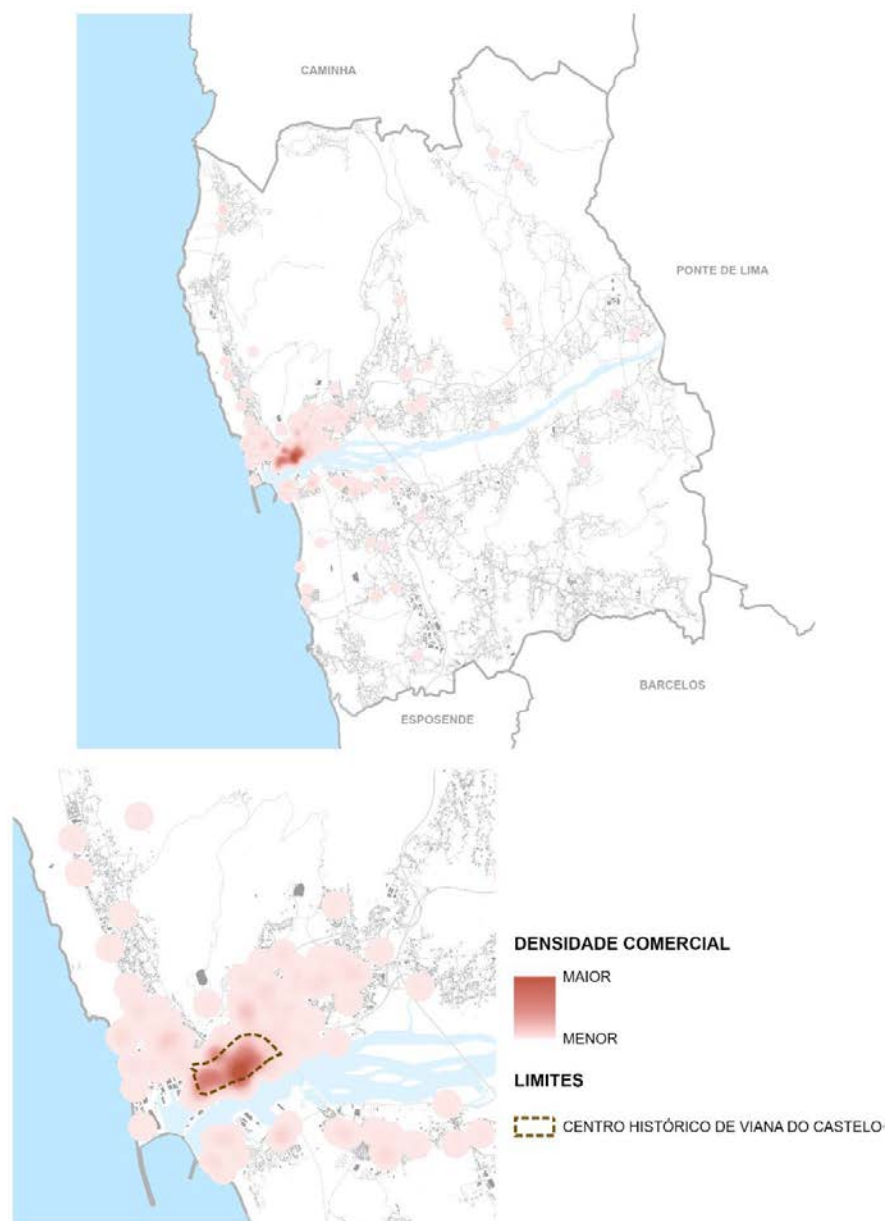 CAMINHA
PONTE DE LIMA
BARCELOS
ESPOSENDE
DENSIDADE COMERCIAL
MAIOR
MENOR
LIMITES
CENTRO HISTÓRICO DE VIANA DO CASTELO